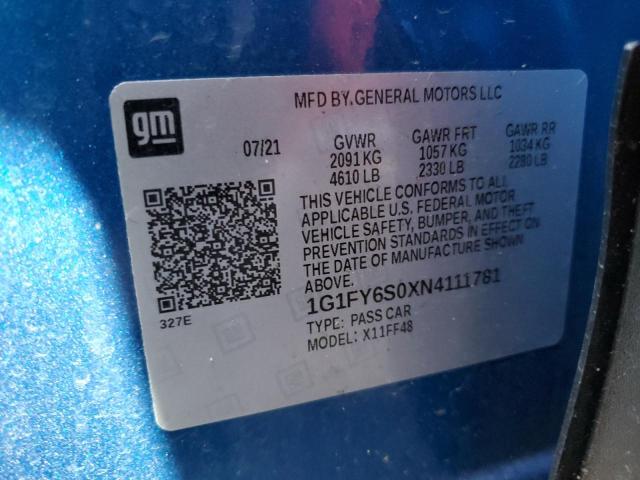 MFD BY GENERAL MOTORS LLC
gm
07/21 GVWR GAWR FRT GAWR RR
2091 KG 1057 KG 1034 KG
4610 LB 2330 LB 2280 LB
THIS VEHICLE CONFORMS TO ALL
APPLICABLE U.S. FEDERAL MOTOR
VEHICLE SAFETY, BUMPER, AND THEFT
PREVENTION STANDARDS IN EFFECT ON
THE DATE OF MANUFACTURE SHOWN
ABOVE.
1G1FY6S0XN4111781
327E
TYPE: PASS CAR
MODEL: X11FF48